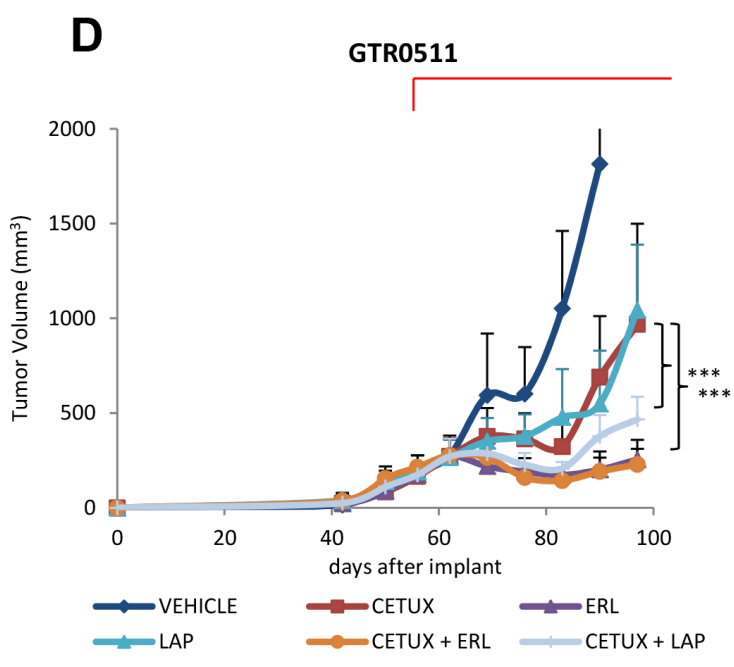 D
GTR0511
2000
1500
1000
500
0
0 20 40 60 80 100
Tumor Volume (mm³)
days after implant
***
***
VEHICLE CETUX ERL
LAP CETUX + ERL CETUX + LAP